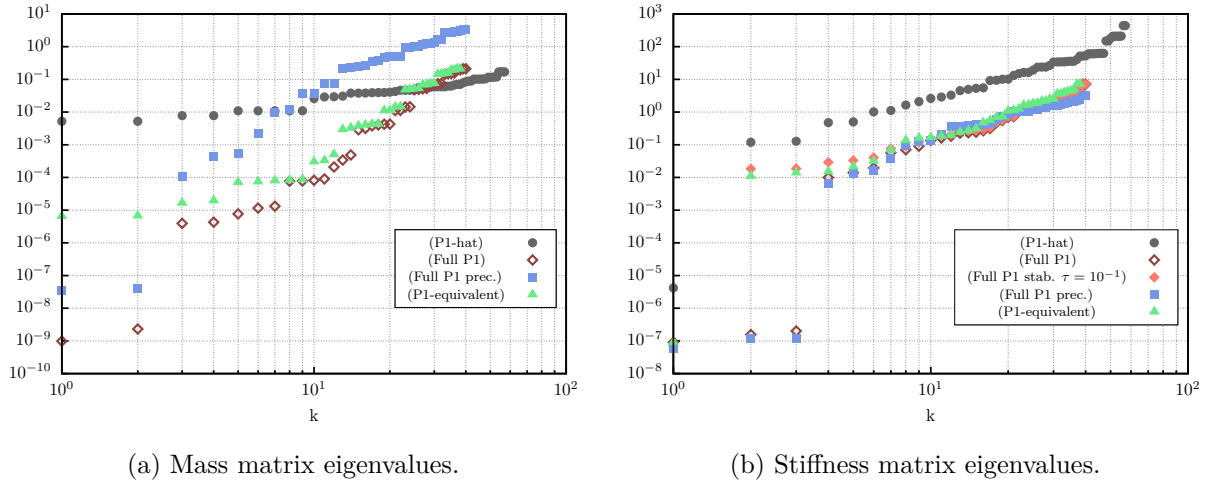 10^1
10^0
10^-1
10^-2
10^-3
10^-4
10^-5
10^-6
10^-7
10^-8
10^-9
10^-10
10^0 10^1 10^2
k
(P1-hat)
(Full P1)
(Full P1 prec.)
(P1-equivalent)
(a) Mass matrix eigenvalues.
10^3
10^2
10^1
10^0
10^-1
10^-2
10^-3
10^-4
10^-5
10^-6
10^-7
10^-8
10^0 10^1 10^2
k
(P1-hat)
(Full P1)
(Full P1 stab. τ = 10^-1)
(Full P1 prec.)
(P1-equivalent)
(b) Stiffness matrix eigenvalues.